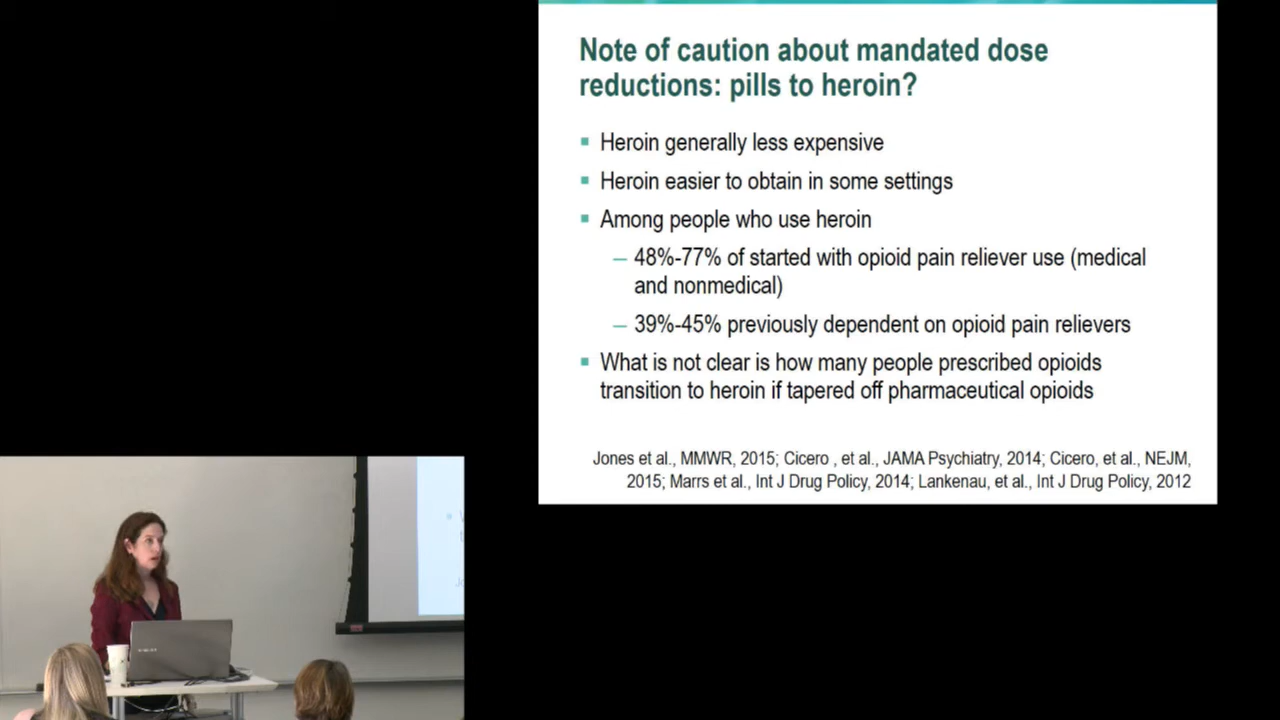 Note of caution about mandated dose
reductions: pills to heroin?
Heroin generally less expensive
Heroin easier to obtain in some settings
Among people who use heroin
– 48%-77% of started with opioid pain reliever use (medical
and nonmedical)
– 39%-45% previously dependent on opioid pain relievers
What is not clear is how many people prescribed opioids
transition to heroin if tapered off pharmaceutical opioids
Jones et al., MMWR, 2015; Cicero , et al., JAMA Psychiatry, 2014; Cicero, et al., NEJM,
2015; Marrs et al., Int J Drug Policy, 2014; Lankenau, et al., Int J Drug Policy, 2012